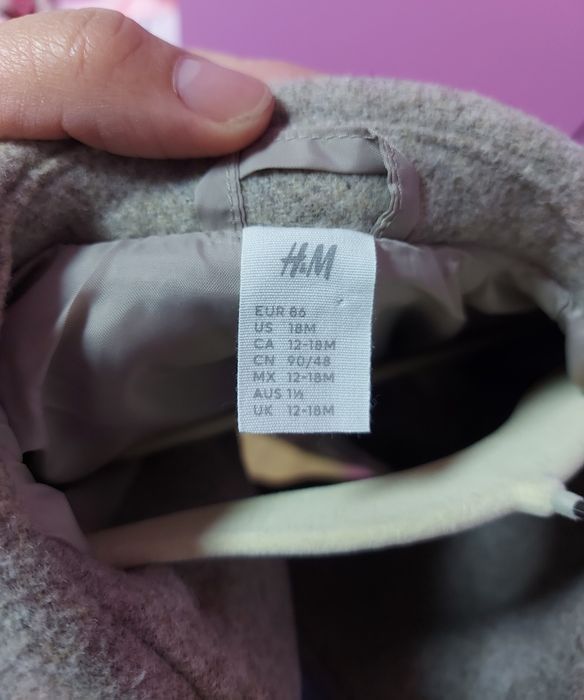 H&M
EUR 86
US 18M
CA 12-18M
CN 90/48
MX 12-18M
AUS 1½
UK 12-18M